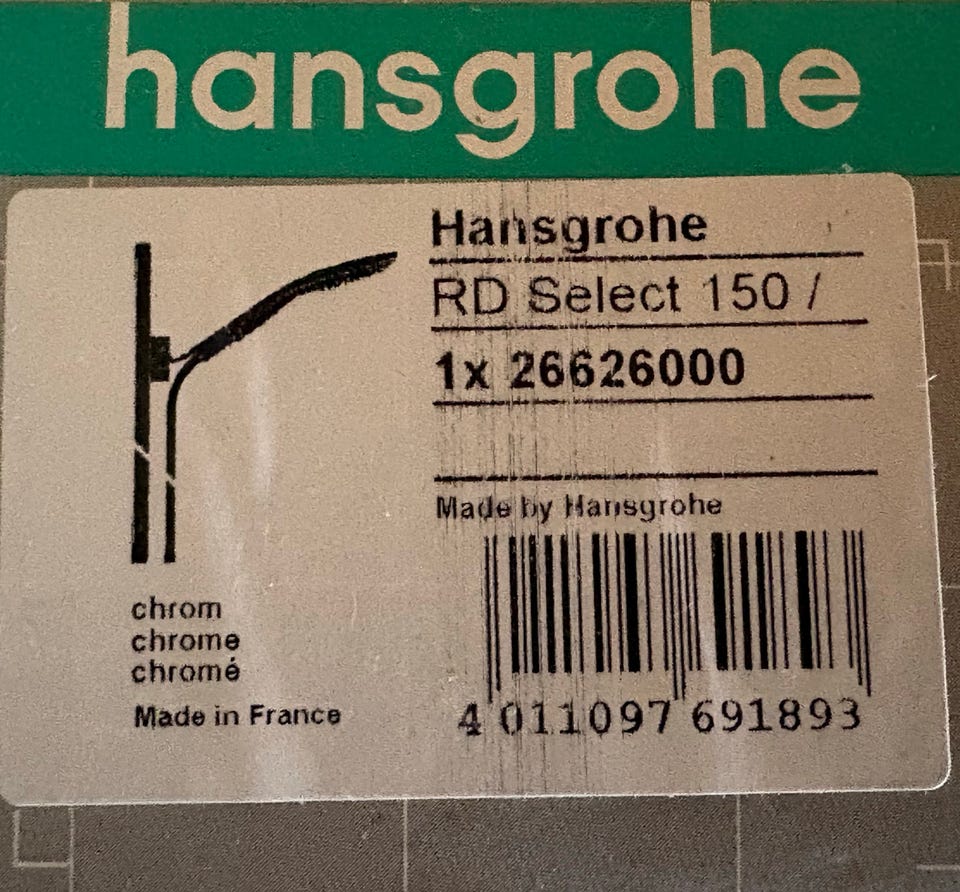 hansgrohe
Hansgrohe
RD Select 150 /
1x 26626000
Made by Hansgrohe
chrom
chrome
chromé
Made in France
4 011097 691893